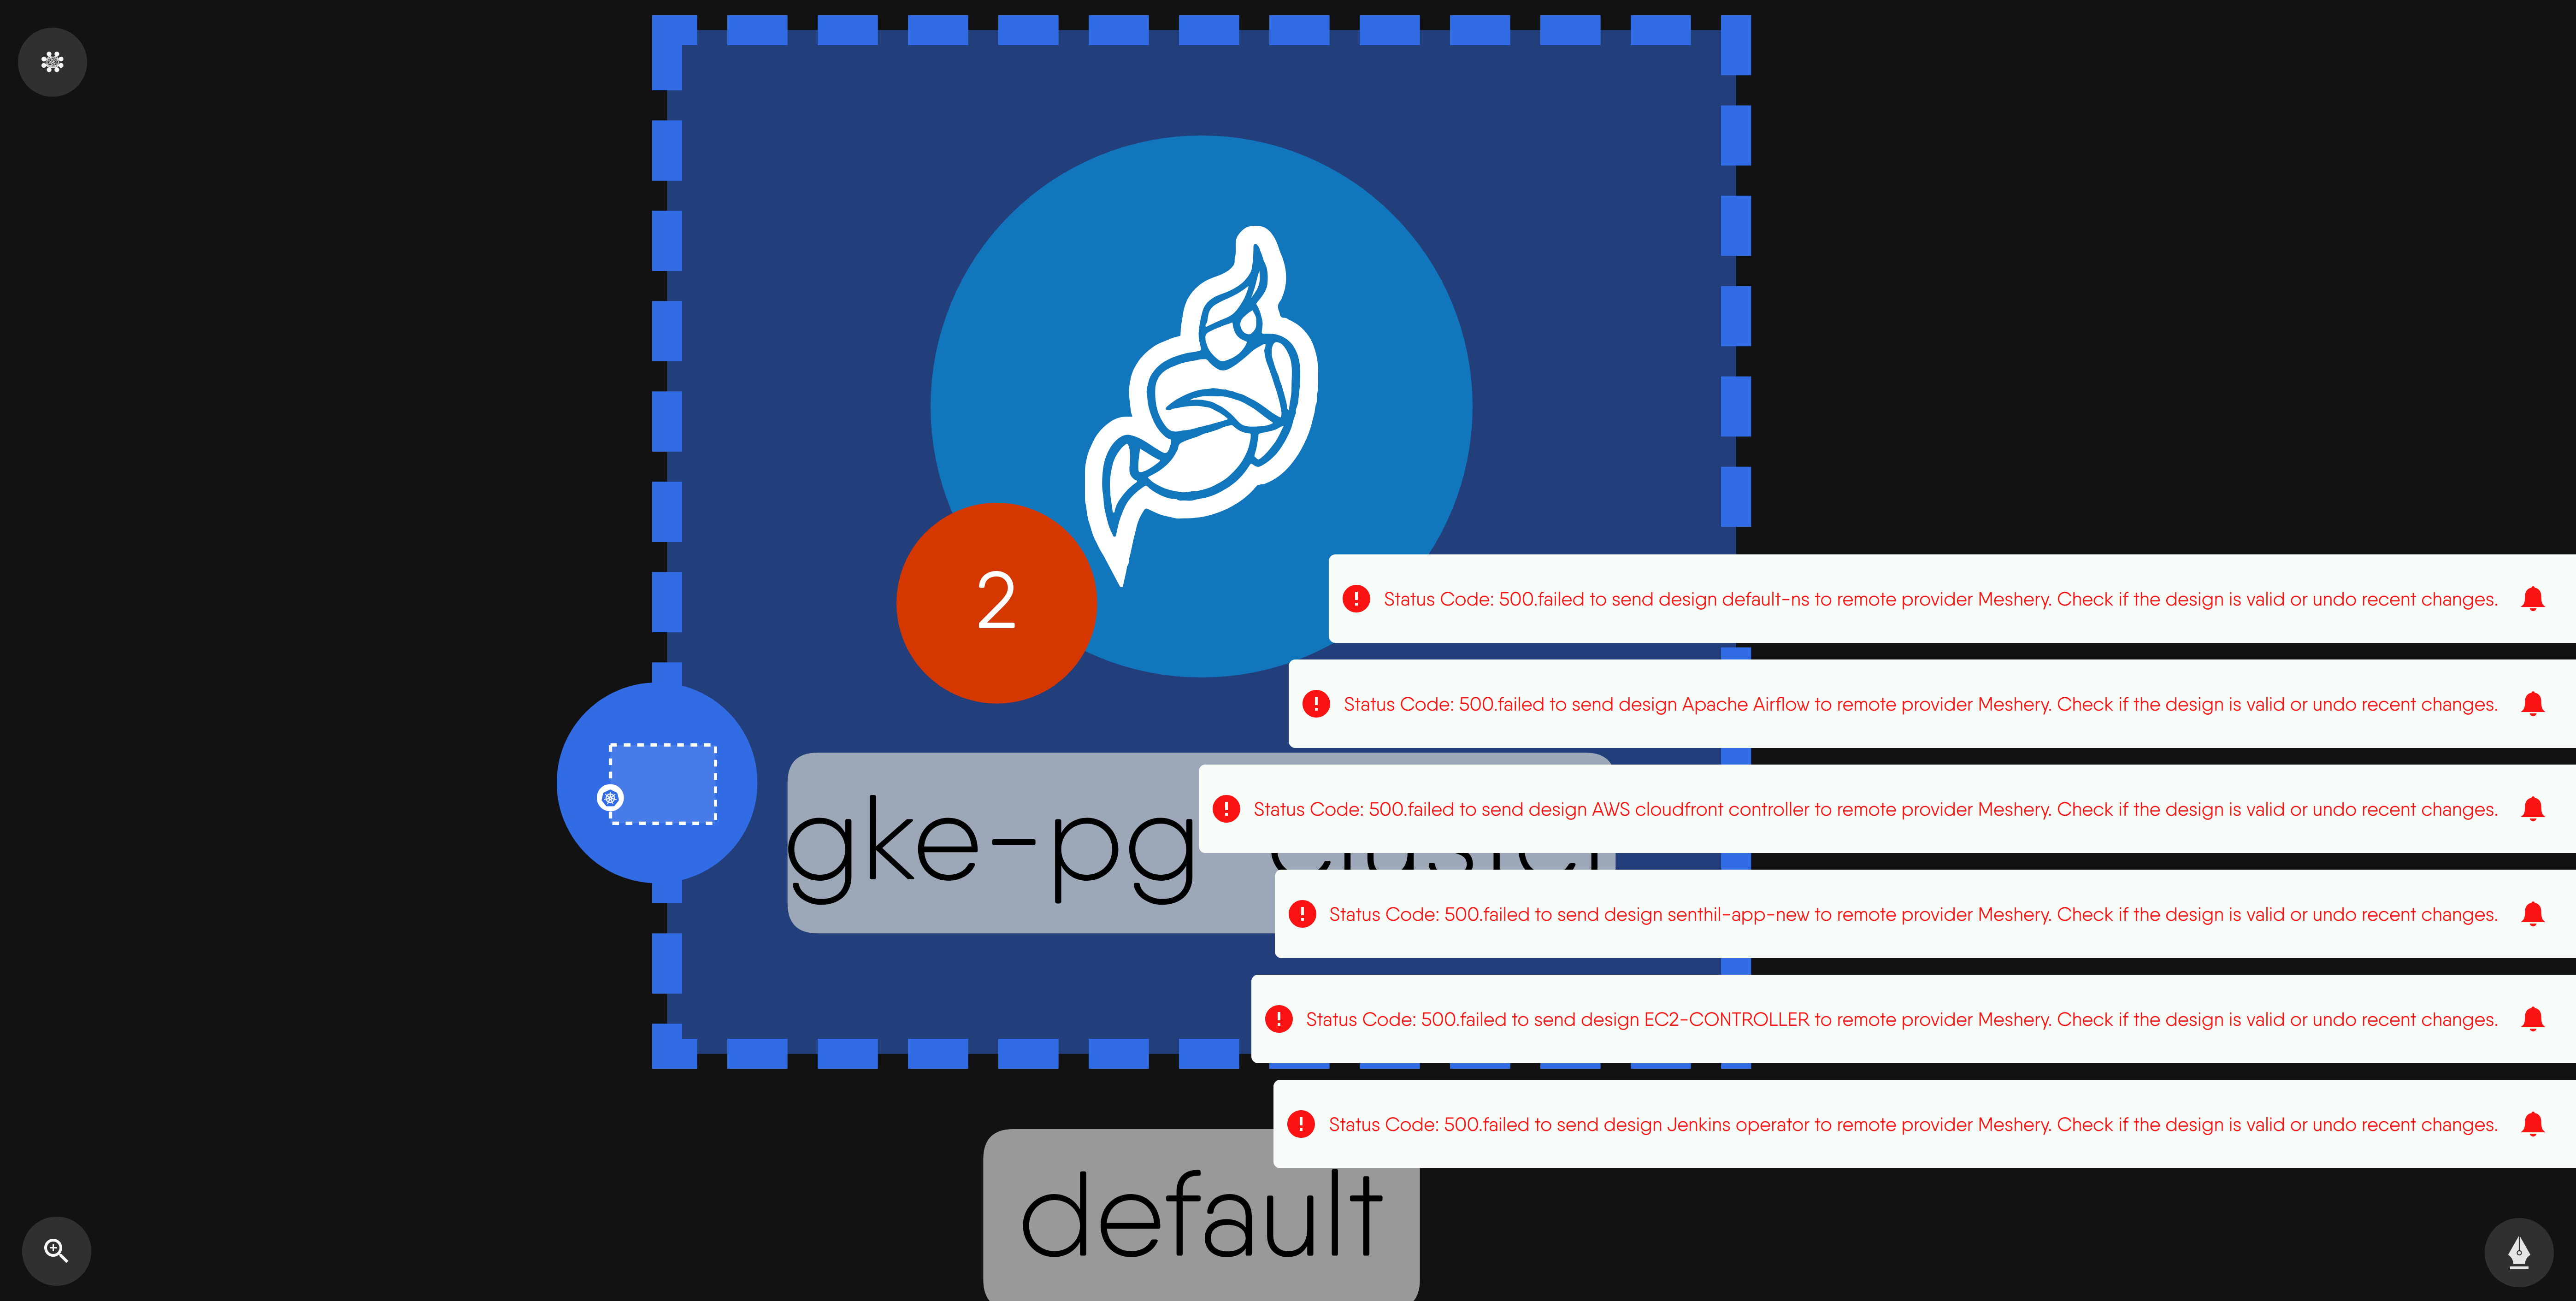 2
Status Code: 500.failed to send design default-ns to remote provider Meshery. Check if the design is valid or undo recent changes.
Status Code: 500.failed to send design Apache Airflow to remote provider Meshery. Check if the design is valid or undo recent changes.
Status Code: 500.failed to send design AWS cloudfront controller to remote provider Meshery. Check if the design is valid or undo recent changes.
gke-pg-cluster
Status Code: 500.failed to send design senthil-app-new to remote provider Meshery. Check if the design is valid or undo recent changes.
Status Code: 500.failed to send design EC2-CONTROLLER to remote provider Meshery. Check if the design is valid or undo recent changes.
Status Code: 500.failed to send design Jenkins operator to remote provider Meshery. Check if the design is valid or undo recent changes.
default